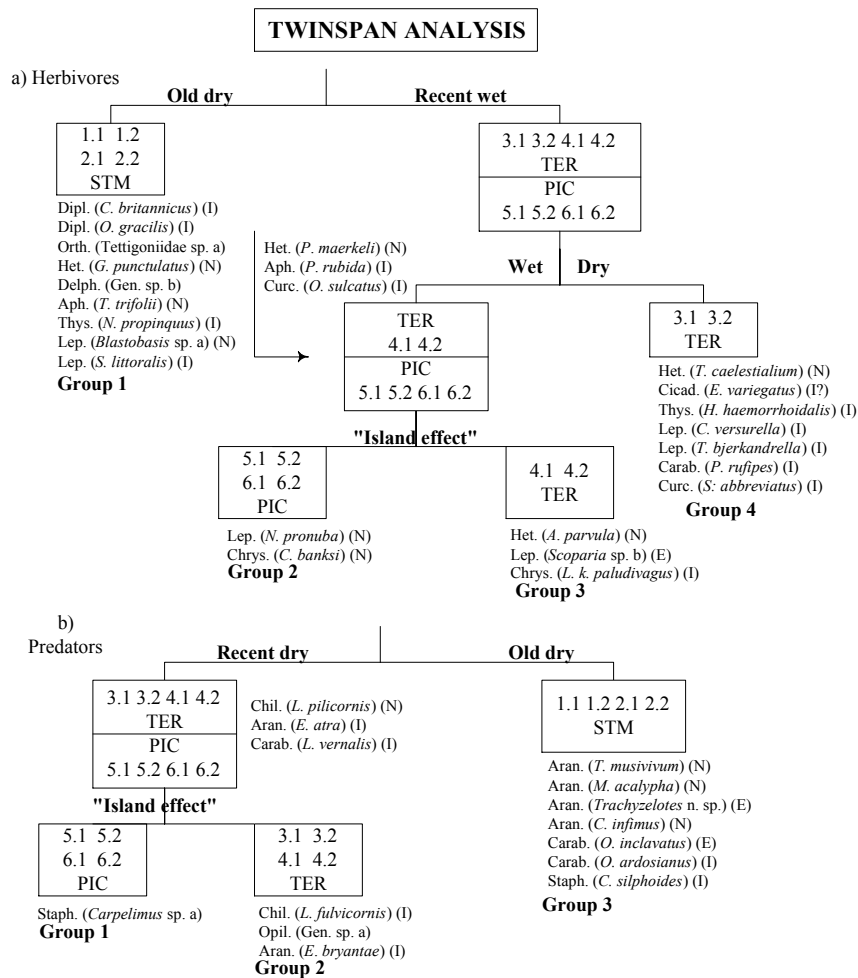 TWINSPAN ANALYSIS
a) Herbivores
Old dry
Recent wet
1.1 1.2
2.1 2.2
STM
Dipl. (C. britannicus) (I)
Dipl. (O. gracilis) (I)
Orth. (Tettigoniidae sp. a)
Het. (G. punctulatus) (N)
Delph. (Gen. sp. b)
Aph. (T. trifolii) (N)
Thys. (N. propinquus) (I)
Lep. (Blastobasis sp. a) (N)
Lep. (S. littoralis) (I)
Group 1
3.1 3.2 4.1 4.2
TER
PIC
5.1 5.2 6.1 6.2
Het. (P. maerkeli) (N)
Aph. (P. rubida) (I)
Curc. (O. sulcatus) (I)
Wet
Dry
TER
4.1 4.2
PIC
5.1 5.2 6.1 6.2
3.1 3.2
TER
Het. (T. caelestialium) (N)
Cicad. (E. variegatus) (I?)
Thys. (H. haemorrhoidalis) (I)
Lep. (C. versurella) (I)
Lep. (T. bjerkandrella) (I)
Carab. (P. rufipes) (I)
Curc. (S: abbreviatus) (I)
Group 4
"Island effect"
5.1 5.2
6.1 6.2
PIC
Lep. (N. pronuba) (N)
Chrys. (C. banksi) (N)
Group 2
4.1 4.2
TER
Het. (A. parvula) (N)
Lep. (Scoparia sp. b) (E)
Chrys. (L. k. paludivagus) (I)
Group 3
b)
Predators
Recent dry
Old dry
3.1 3.2 4.1 4.2
TER
PIC
5.1 5.2 6.1 6.2
Chil. (L. pilicornis) (N)
Aran. (E. atra) (I)
Carab. (L. vernalis) (I)
1.1 1.2 2.1 2.2
STM
Aran. (T. musivivum) (N)
Aran. (M. acalypha) (N)
Aran. (Trachyzelotes n. sp.) (E)
Aran. (C. infimus) (N)
Carab. (O. inclavatus) (E)
Carab. (O. ardosianus) (I)
Staph. (C. silphoides) (I)
Group 3
"Island effect"
5.1 5.2
6.1 6.2
PIC
Staph. (Carpelimus sp. a)
Group 1
3.1 3.2
4.1 4.2
TER
Chil. (L. fulvicornis) (I)
Opil. (Gen. sp. a)
Aran. (E. bryantae) (I)
Group 2